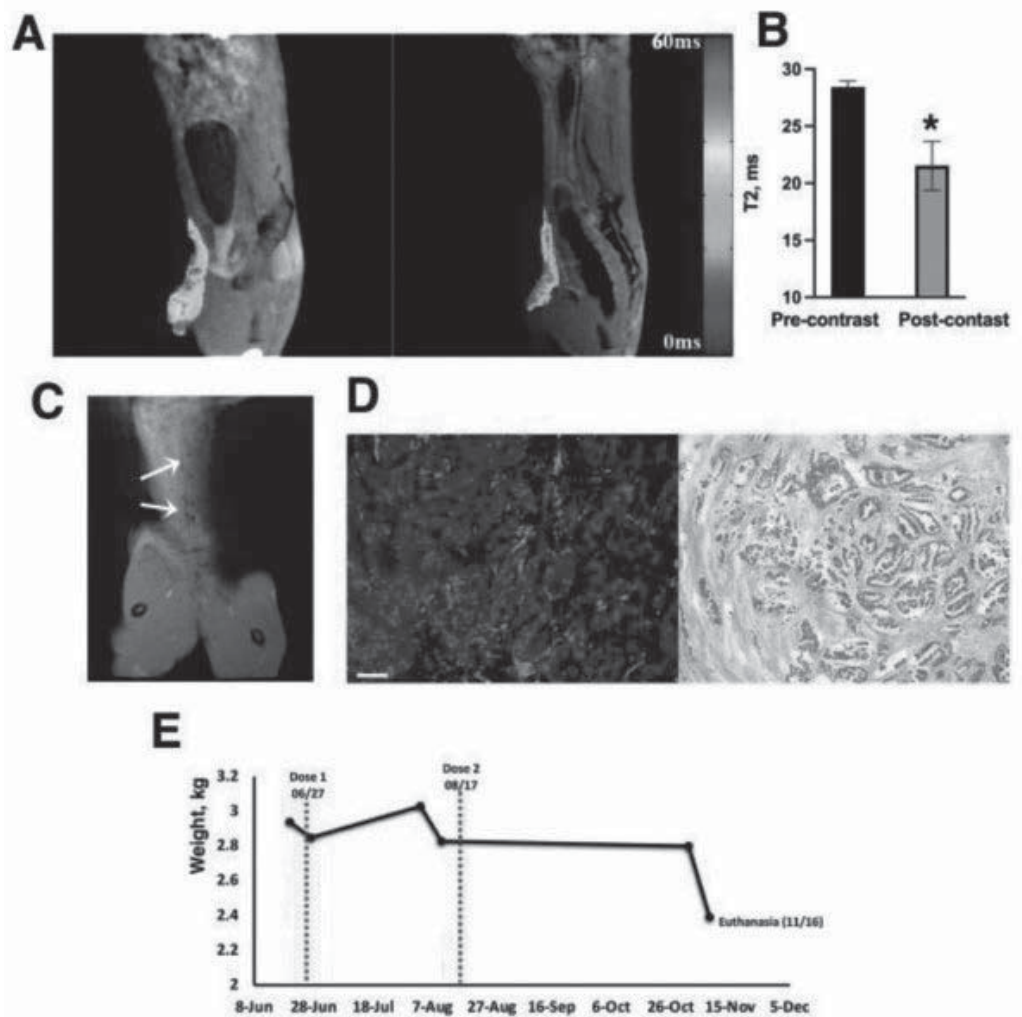 A
60ms
0ms
B
30
25
20
15
10
T2, ms
*
Pre-contrast
Post-contast
C
D
E
Weight, kg
3.2
3
2.8
2.6
2.4
2.2
2
Dose 1
06/27
Dose 2
08/17
Euthanasia (11/16)
8-Jun 28-Jun 18-Jul 7-Aug 27-Aug 16-Sep 6-Oct 26-Oct 15-Nov 5-Dec